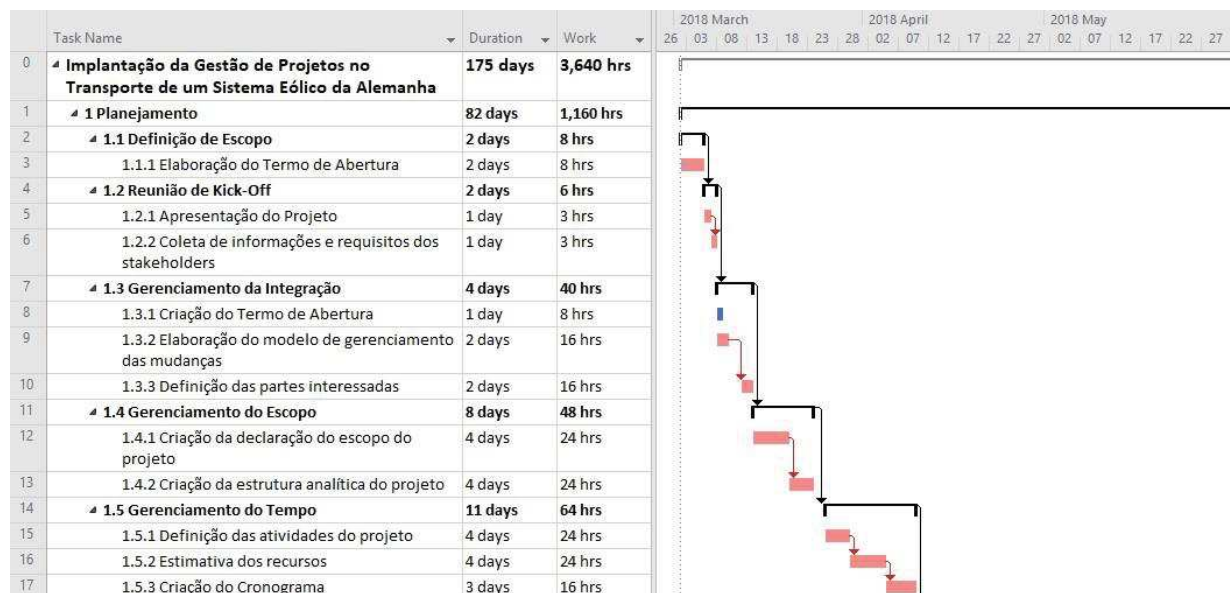 2018 March 2018 April 2018 May
Task Name Duration Work 26 03 08 13 18 23 28 02 07 12 17 22 27 02 07 12 17 22 27
0 Implantação da Gestão de Projetos no 175 days 3,640 hrs
Transporte de um Sistema Eólico da Alemanha
1 1 Planejamento 82 days 1,160 hrs
2 1.1 Definição de Escopo 2 days 8 hrs
3 1.1.1 Elaboração do Termo de Abertura 2 days 8 hrs
4 1.2 Reunião de Kick-Off 2 days 6 hrs
5 1.2.1 Apresentação do Projeto 1 day 3 hrs
6 1.2.2 Coleta de informações e requisitos dos 1 day 3 hrs
stakeholders
7 1.3 Gerenciamento da Integração 4 days 40 hrs
8 1.3.1 Criação do Termo de Abertura 1 day 8 hrs
9 1.3.2 Elaboração do modelo de gerenciamento 2 days 16 hrs
das mudanças
10 1.3.3 Definição das partes interessadas 2 days 16 hrs
11 1.4 Gerenciamento do Escopo 8 days 48 hrs
12 1.4.1 Criação da declaração do escopo do 4 days 24 hrs
projeto
13 1.4.2 Criação da estrutura analítica do projeto 4 days 24 hrs
14 1.5 Gerenciamento do Tempo 11 days 64 hrs
15 1.5.1 Definição das atividades do projeto 4 days 24 hrs
16 1.5.2 Estimativa dos recursos 4 days 24 hrs
17 1.5.3 Criação do Cronograma 3 days 16 hrs